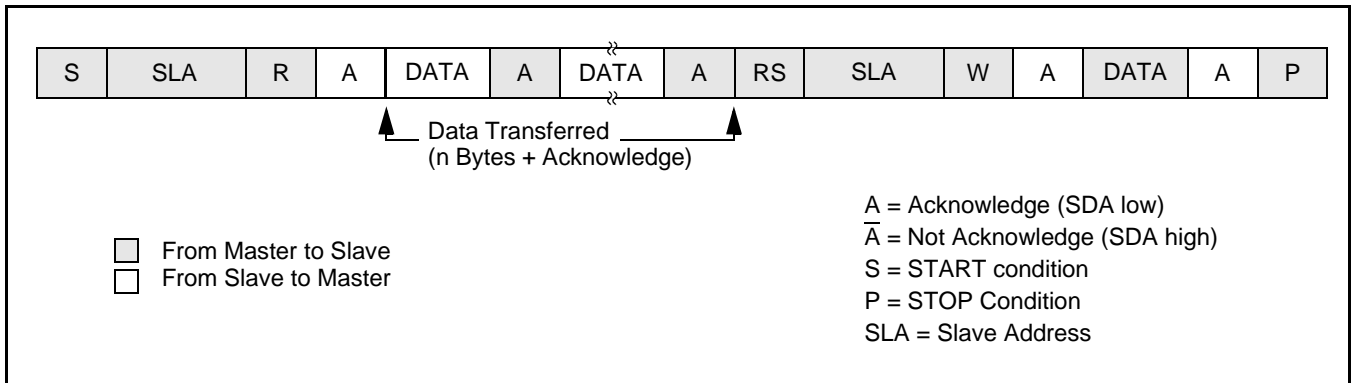 S SLA R A DATA A DATA A RS SLA W A DATA A P
Data Transferred
(n Bytes + Acknowledge)
A = Acknowledge (SDA low)
A̅ = Not Acknowledge (SDA high)
S = START condition
P = STOP Condition
SLA = Slave Address
From Master to Slave
From Slave to Master